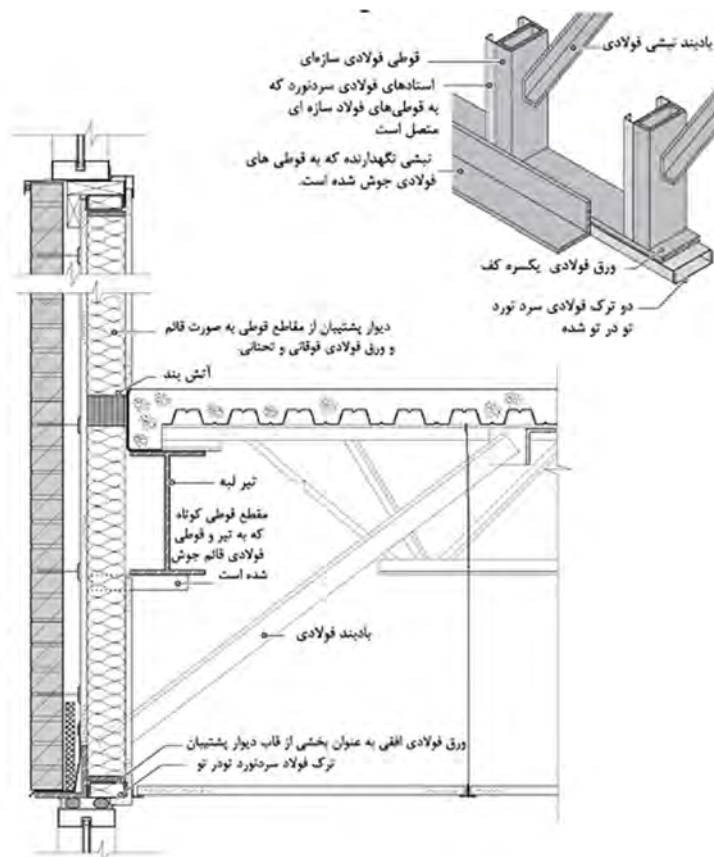 قوطی فولادی سازه‌ای
بادبند نبشی فولادی
استادهای فولادی سردنورد که
به قوطی‌های فولاد سازه ای
متصل است
نبشی نگهدارنده که به قوطی های
فولادی جوش شده است.
ورق فولادی یکسره کف
دو ترک فولادی سرد نورد
تو در تو شده
دیوار پشتیبان از مقاطع قوطی به صورت قائم
و ورق فولادی فوقانی و تحتانی.
آتش بند
تیر لبه
مقطع قوطی کوتاه
که به تیر و قوطی
فولادی قائم جوش
شده است
بادبند فولادی
ورق فولادی افقی به عنوان بخشی از قاب دیوار پشتیبان
ترک فولاد سردنورد تودر تو